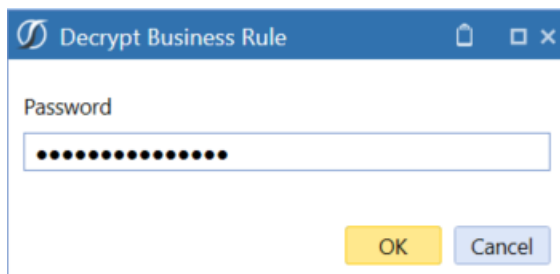 Decrypt Business Rule
Password
●●●●●●●●●●●●●●●
OK Cancel